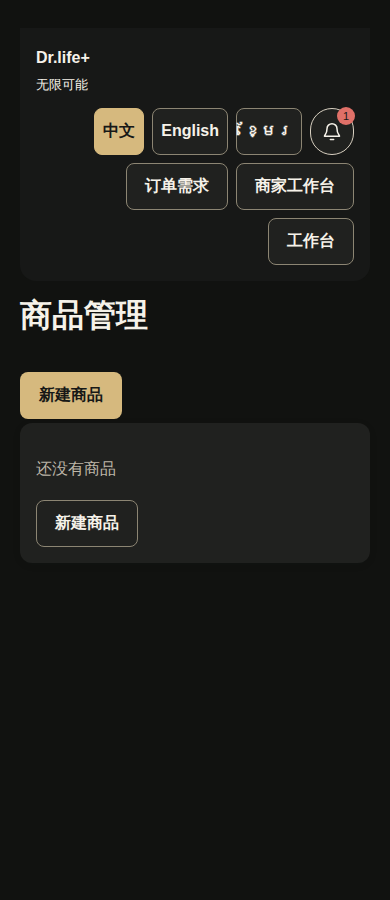 Dr.life+
无限可能
中文 English ខ្មែរ 1
订单需求 商家工作台
工作台
商品管理
新建商品
还没有商品
新建商品